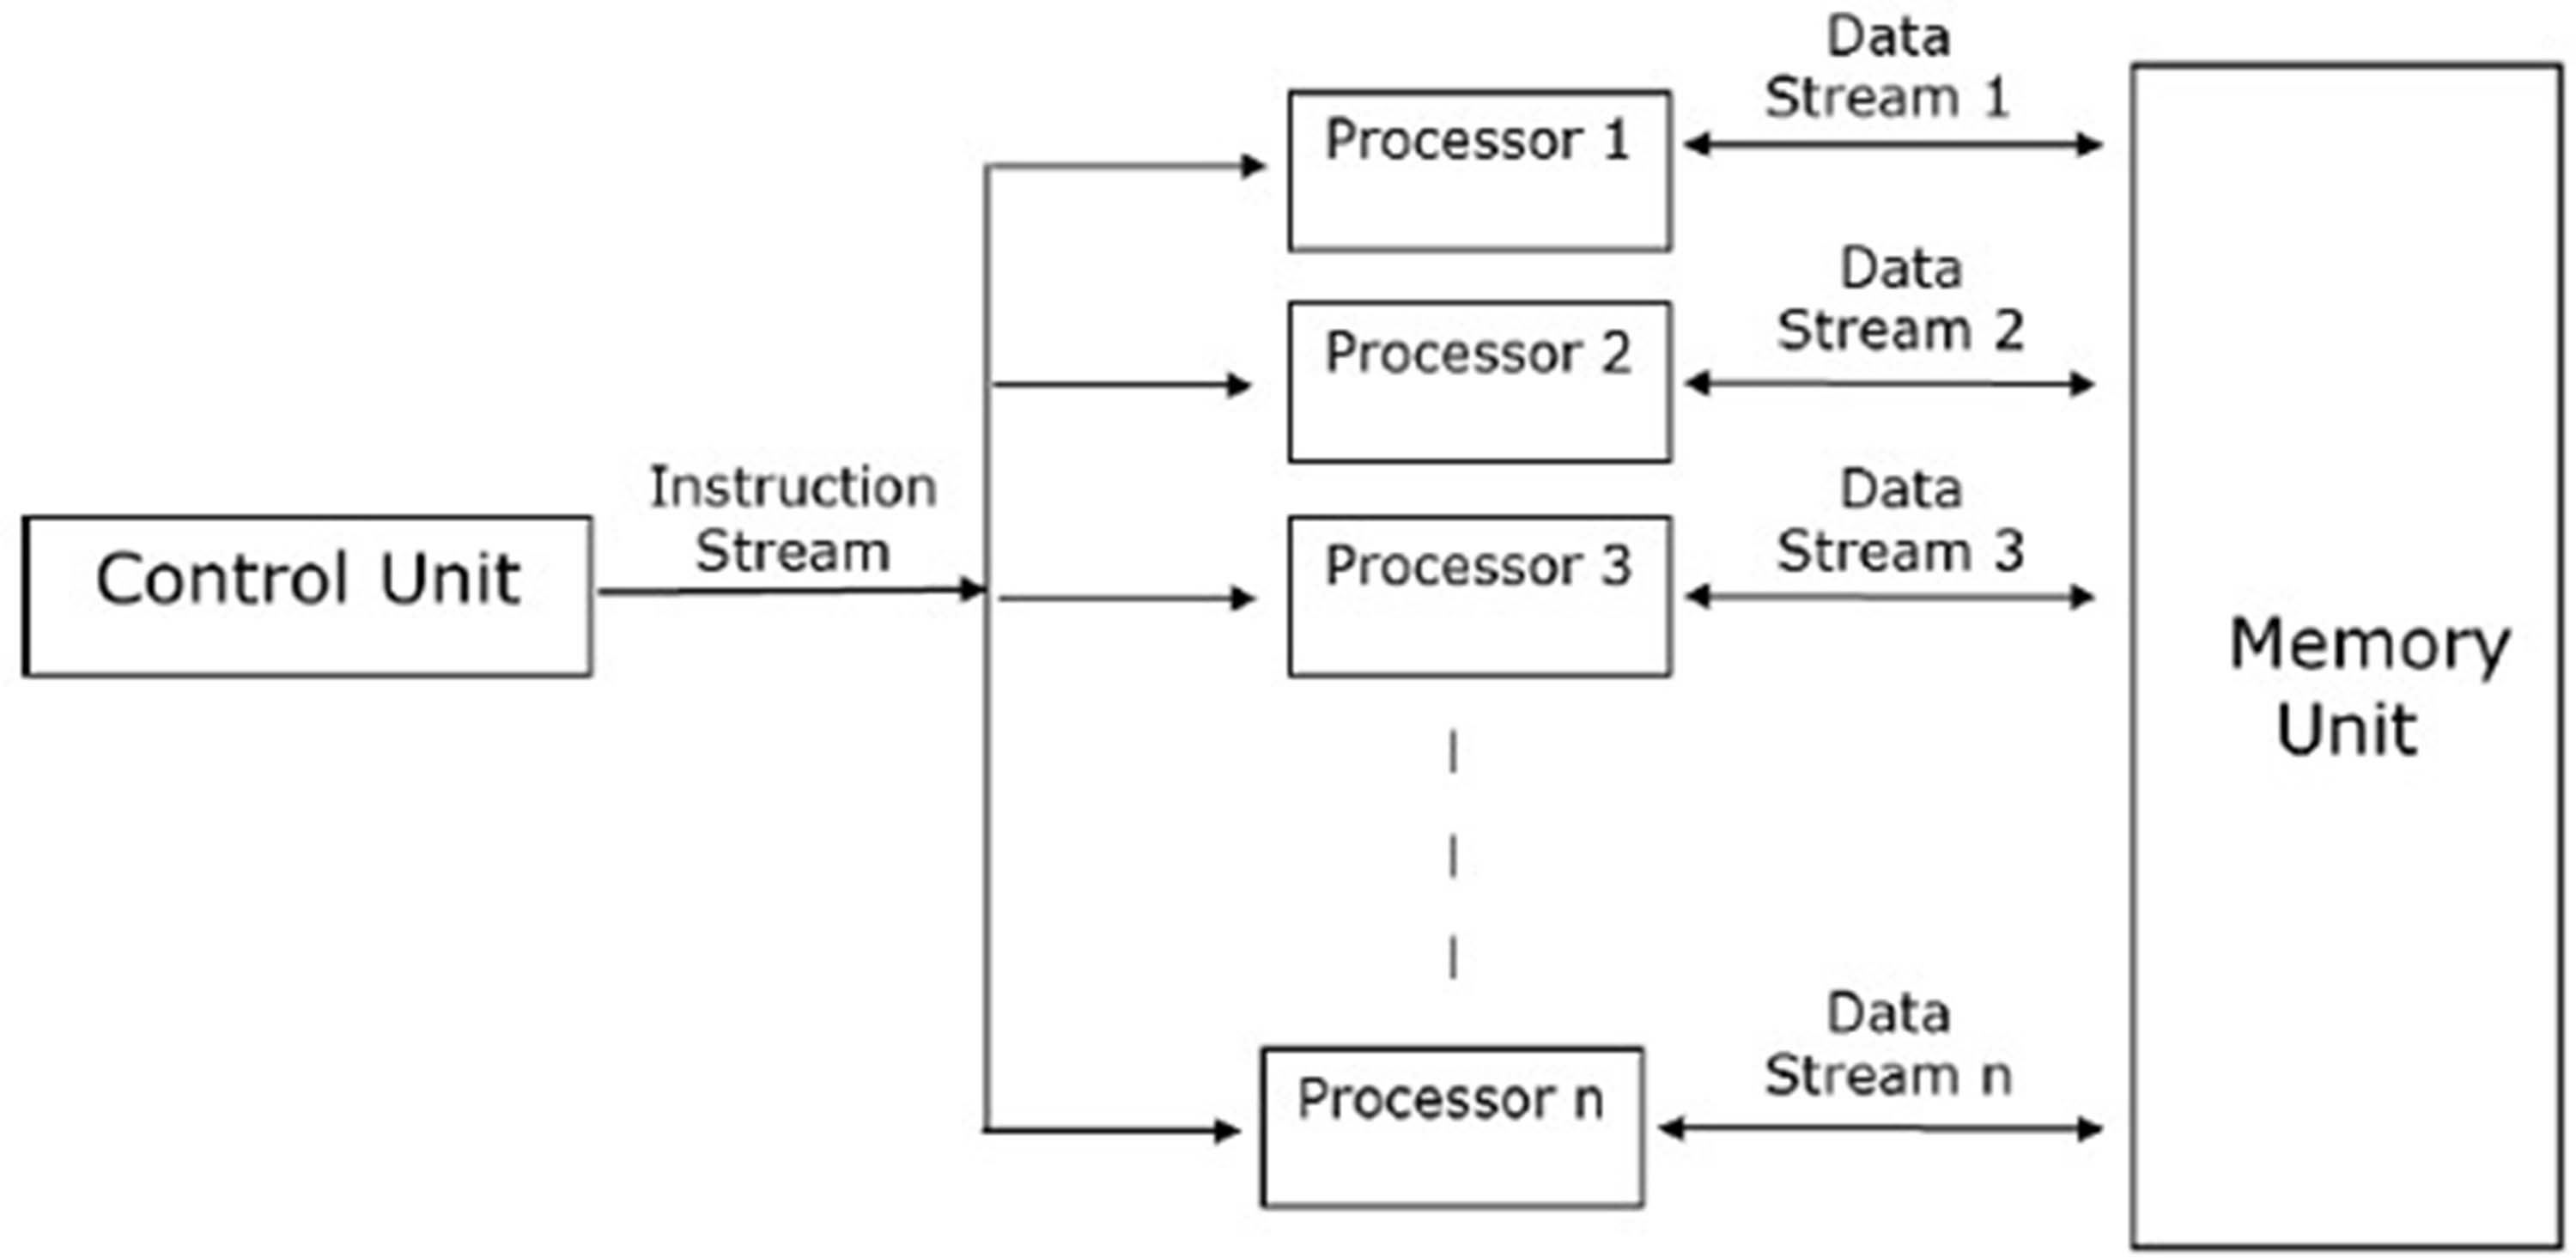 Data
Stream 1
Processor 1
Data
Stream 2
Processor 2
Instruction
Stream
Data
Stream 3
Control Unit
Processor 3
Memory
Unit
Data
Stream n
Processor n